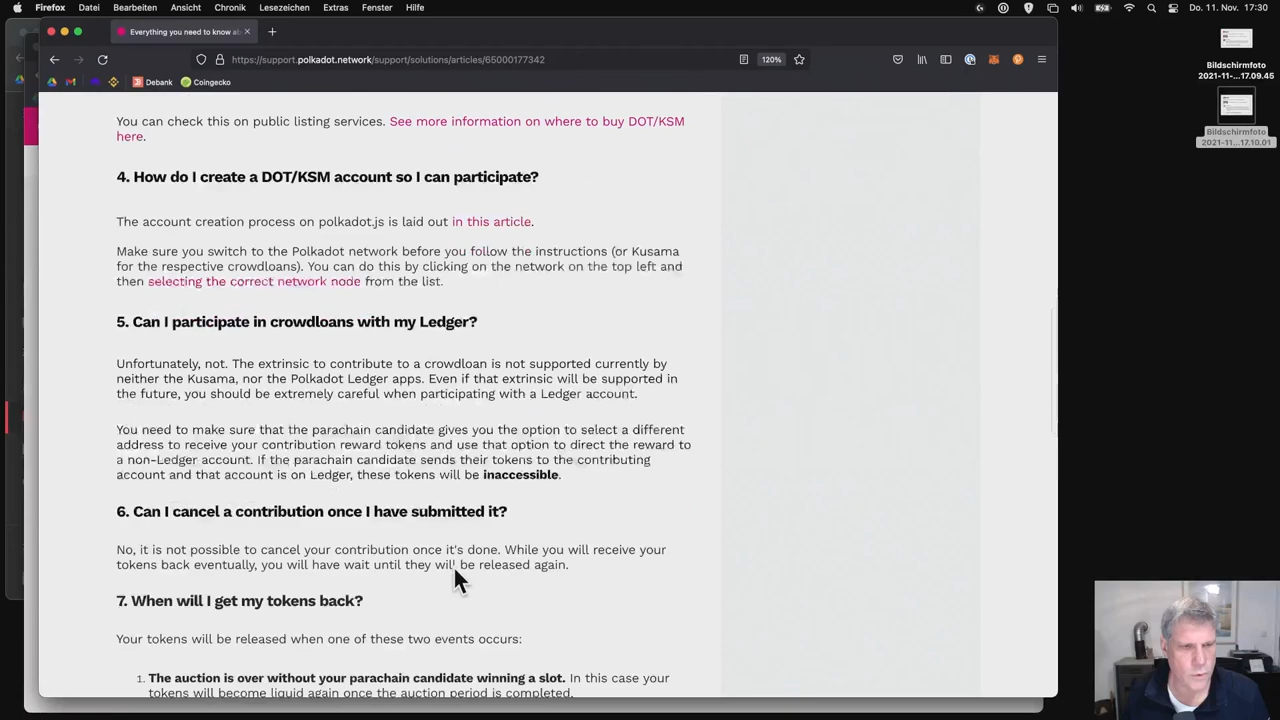 Firefox Datei Bearbeiten Ansicht Chronik Lesezeichen Extras Fenster Hilfe
Do. 11. Nov. 17:30
Everything you need to know ab
https://support.polkadot.network/support/solutions/articles/65000177342
120%
Debank Coingecko
Bildschirmfoto
2021-11...17.09.45
Bildschirmfoto
2021-11...17.10.01
You can check this on public listing services. See more information on where to buy DOT/KSM
here.
4. How do I create a DOT/KSM account so I can participate?
The account creation process on polkadot.js is laid out in this article.
Make sure you switch to the Polkadot network before you follow the instructions (or Kusama
for the respective crowdloans). You can do this by clicking on the network on the top left and
then selecting the correct network node from the list.
5. Can I participate in crowdloans with my Ledger?
Unfortunately, not. The extrinsic to contribute to a crowdloan is not supported currently by
neither the Kusama, nor the Polkadot Ledger apps. Even if that extrinsic will be supported in
the future, you should be extremely careful when participating with a Ledger account.
You need to make sure that the parachain candidate gives you the option to select a different
address to receive your contribution reward tokens and use that option to direct the reward to
a non-Ledger account. If the parachain candidate sends their tokens to the contributing
account and that account is on Ledger, these tokens will be inaccessible.
6. Can I cancel a contribution once I have submitted it?
No, it is not possible to cancel your contribution once it's done. While you will receive your
tokens back eventually, you will have wait until they will be released again.
7. When will I get my tokens back?
Your tokens will be released when one of these two events occurs:
1. The auction is over without your parachain candidate winning a slot. In this case your
tokens will become liquid again once the auction period is completed.